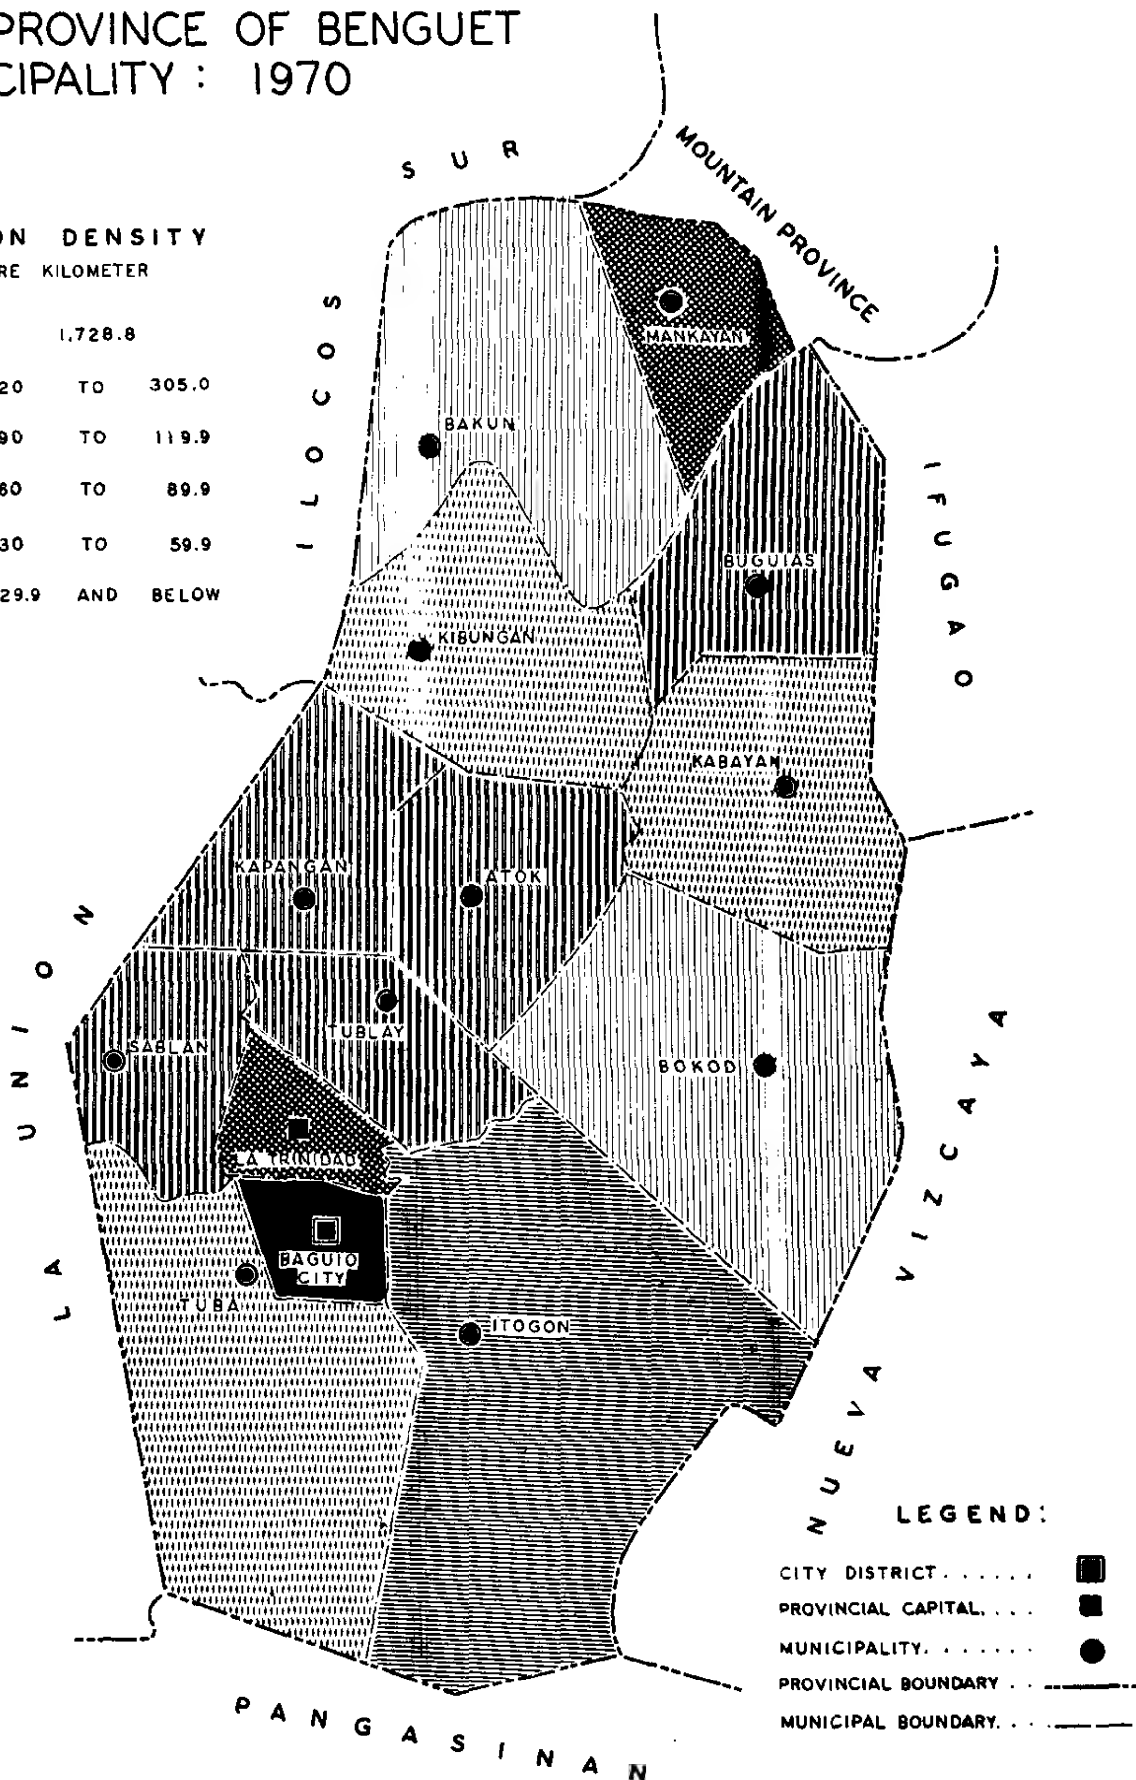 PROVINCE OF BENGUET
CIPALITY : 1970
ON DENSITY
RE KILOMETER
1,728.8
20 TO 305.0
90 TO 119.9
60 TO 89.9
30 TO 59.9
29.9 AND BELOW
ILOCOS SUR
MOUNTAIN PROVINCE
MANKAYAN
BAKUN
IFUGAO
BUGUIAS
KIBUNGAN
KABAYAN
KAPANGAN
ATOK
LA UNION
SABLAN
TUBLAY
BOKOD
LA TRINIDAD
BAGUIO
CITY
TUBA
ITOGON
NUEVA VIZCAYA
PANGASINAN
LEGEND:
CITY DISTRICT . . . . . .
PROVINCIAL CAPITAL. . . .
MUNICIPALITY. . . . . . .
PROVINCIAL BOUNDARY . .
MUNICIPAL BOUNDARY. . .